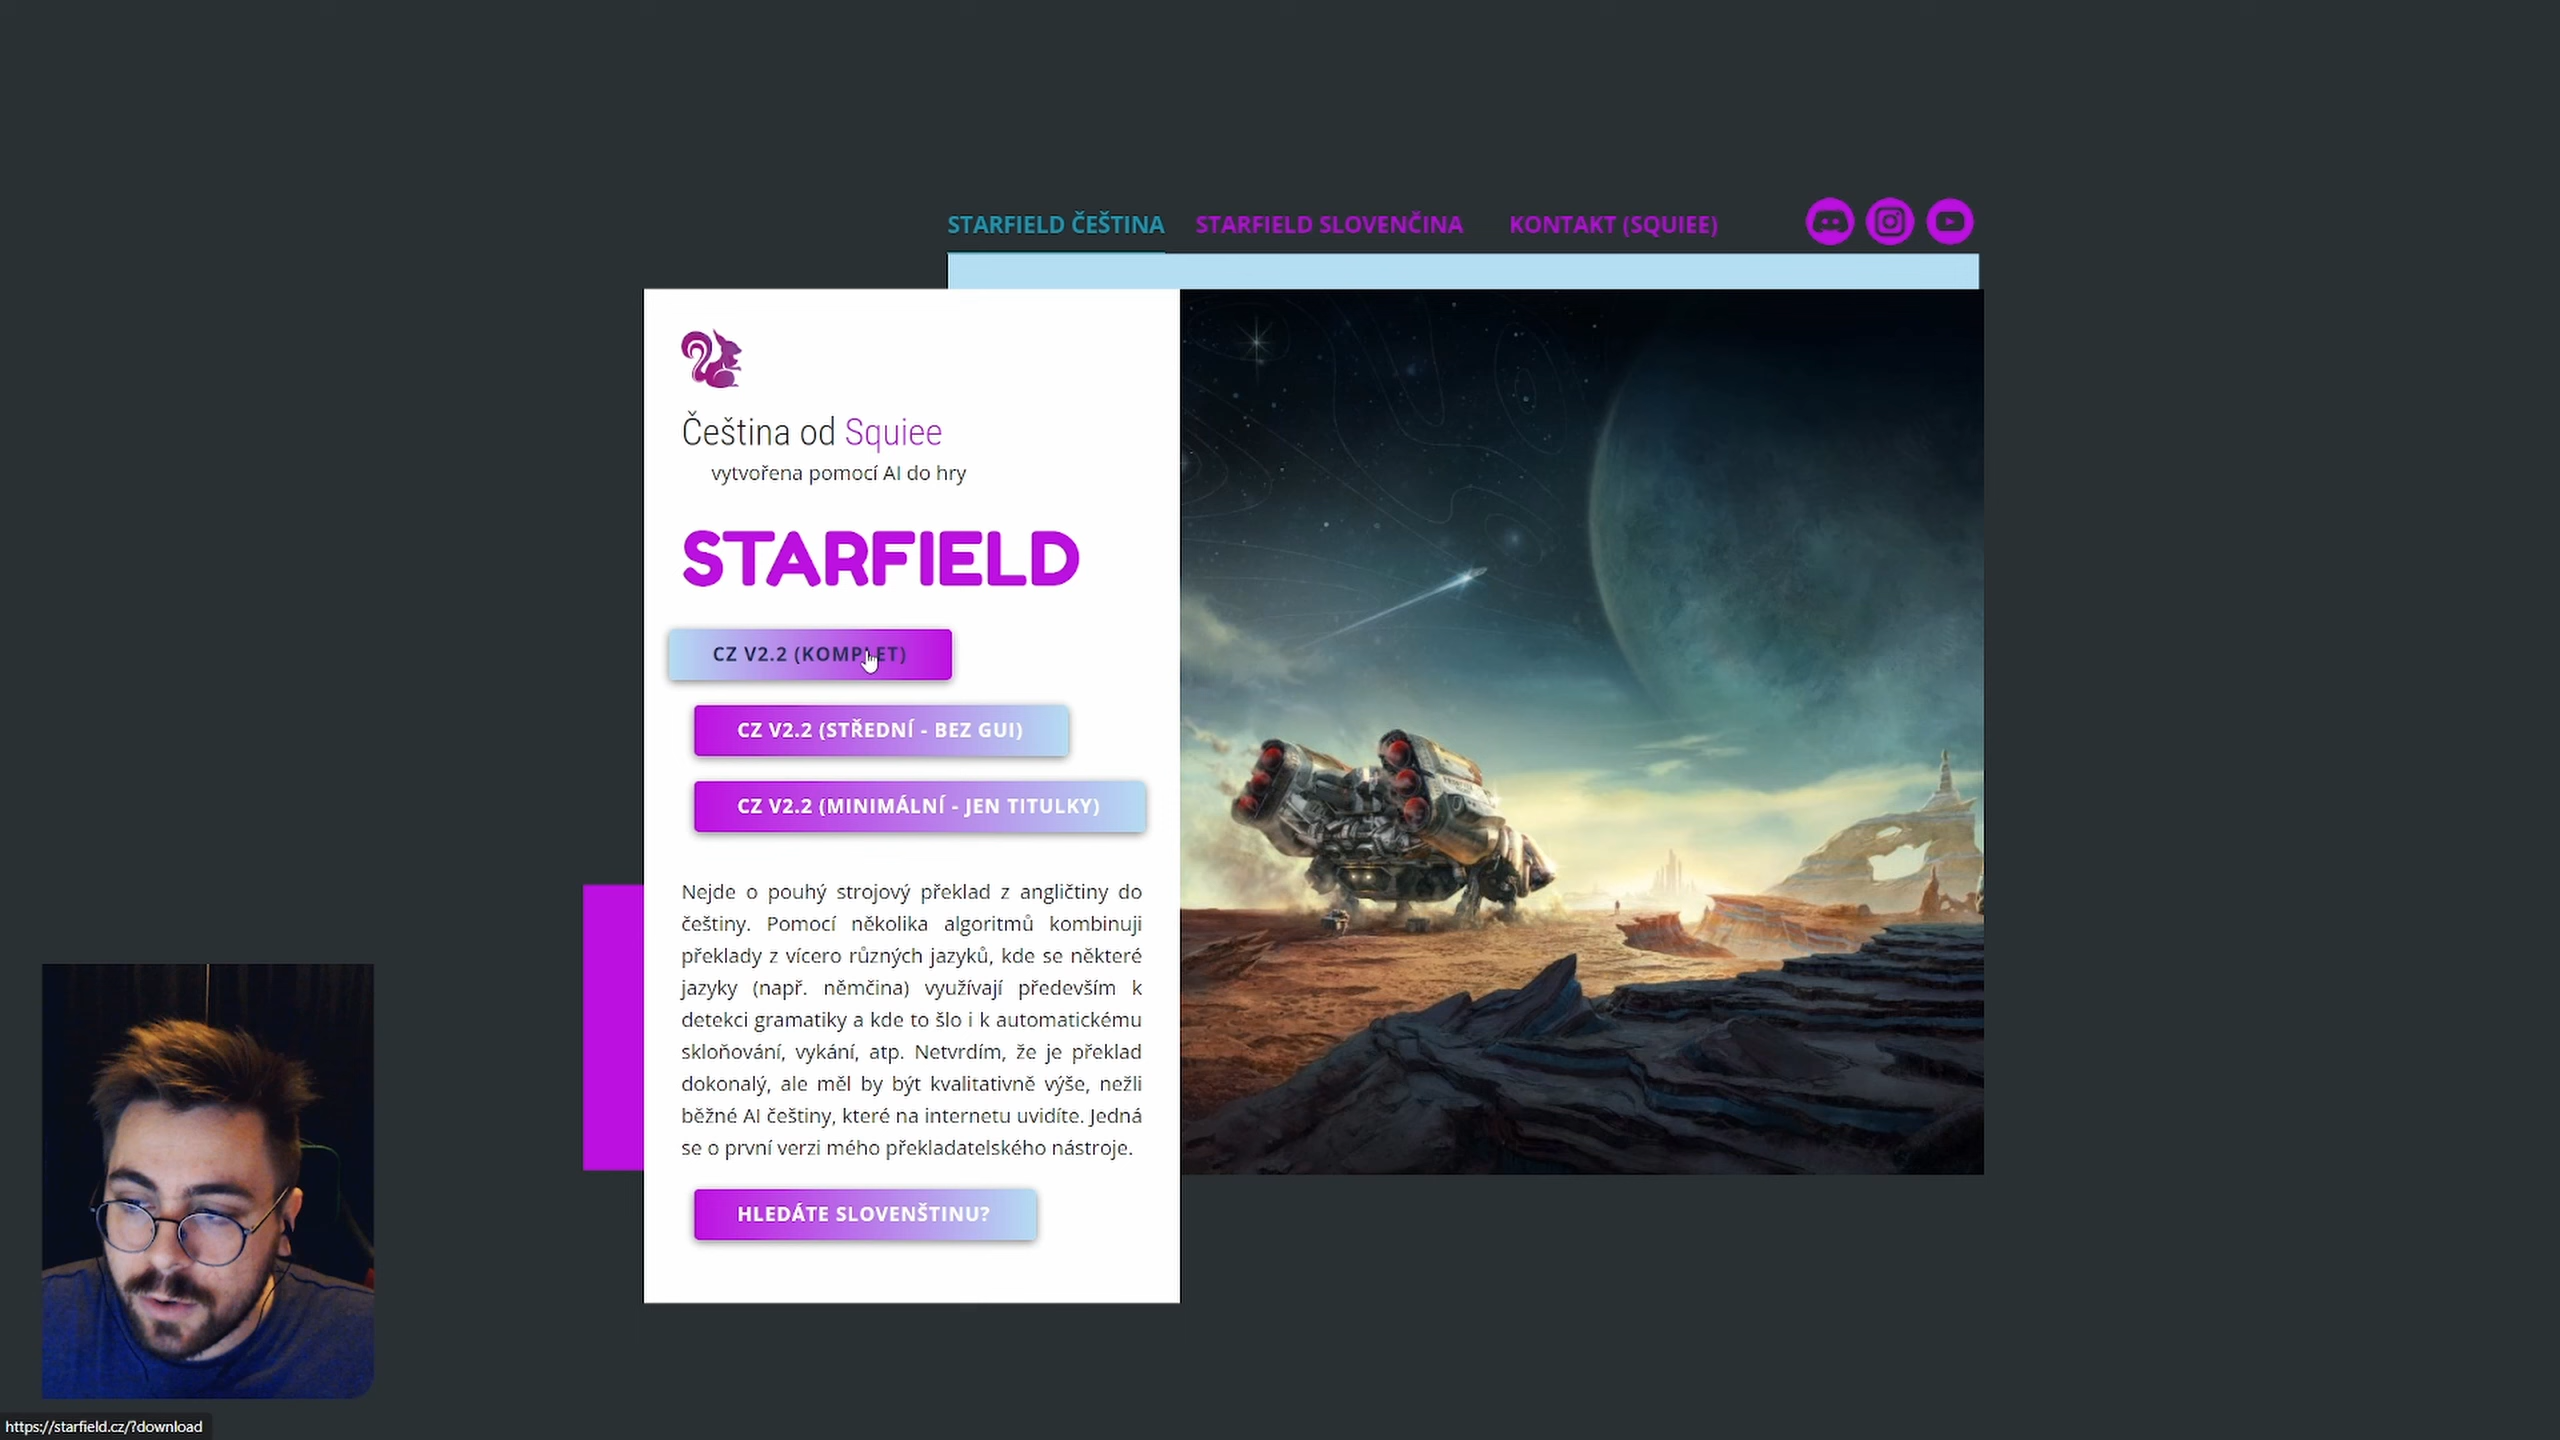 STARFIELD ČEŠTINA STARFIELD SLOVENČINA KONTAKT (SQUIEE)
Čeština od Squiee
vytvořena pomocí AI do hry
STARFIELD
CZ V2.2 (KOMPLET)
CZ V2.2 (STŘEDNÍ - BEZ GUI)
CZ V2.2 (MINIMÁLNÍ - JEN TITULKY)
Nejde o pouhý strojový překlad z angličtiny do
češtiny. Pomocí několika algoritmů kombinuji
překlady z vícero různých jazyků, kde se některé
jazyky (např. němčina) využívají především k
detekci gramatiky a kde to šlo i k automatickému
skloňování, vykání, atp. Netvrdím, že je překlad
dokonalý, ale měl by být kvalitativně výše, nežli
běžné AI češtiny, které na internetu uvidíte. Jedná
se o první verzi mého překladatelského nástroje.
HLEDÁTE SLOVENŠTINU?
https://starfield.cz/?download